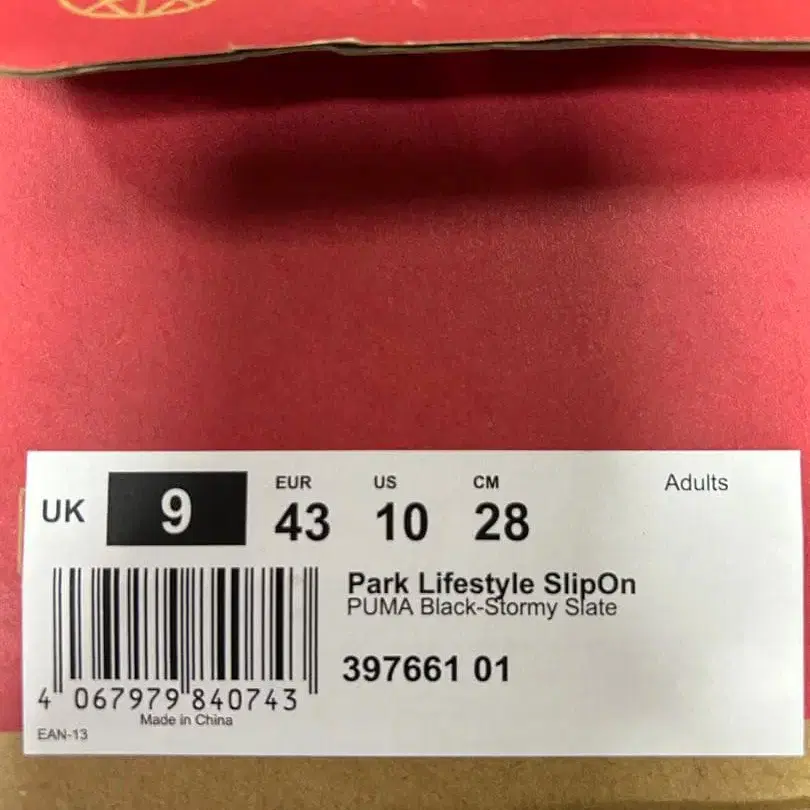 UK 9 EUR 43 US 10 CM 28 Adults
Park Lifestyle SlipOn
PUMA Black-Stormy Slate
397661 01
4 067979 840743
Made in China
EAN-13